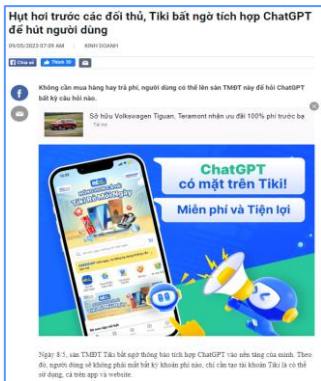 Hụt hơi trước các đối thủ, Tiki bất ngờ tích hợp ChatGPT
để hút người dùng
09/05/2023 07:09 AM | KINH DOANH
Chia sẻ
Thích 30
Không cần mua hàng hay trả phí, người dùng có thể lên sàn TMĐT này để hỏi ChatGPT
bất kỳ câu hỏi nào.
Sở hữu Volkswagen Tiguan, Teramont nhận ưu đãi 100% phí trước bạ
Tài trợ
Tiki Rẻ Mỗi Ngày
ChatGPT
có mặt trên Tiki!
Miễn phí và Tiện lợi
Ngày 8/5, sàn TMĐT Tiki bất ngờ thông báo tích hợp ChatGPT vào nền tảng của mình. Theo
đó, người dùng sẽ không phải mất bất kỳ khoản phí nào, chỉ cần tạo tài khoản Tiki là có thể
sử dụng, cả trên app và website.